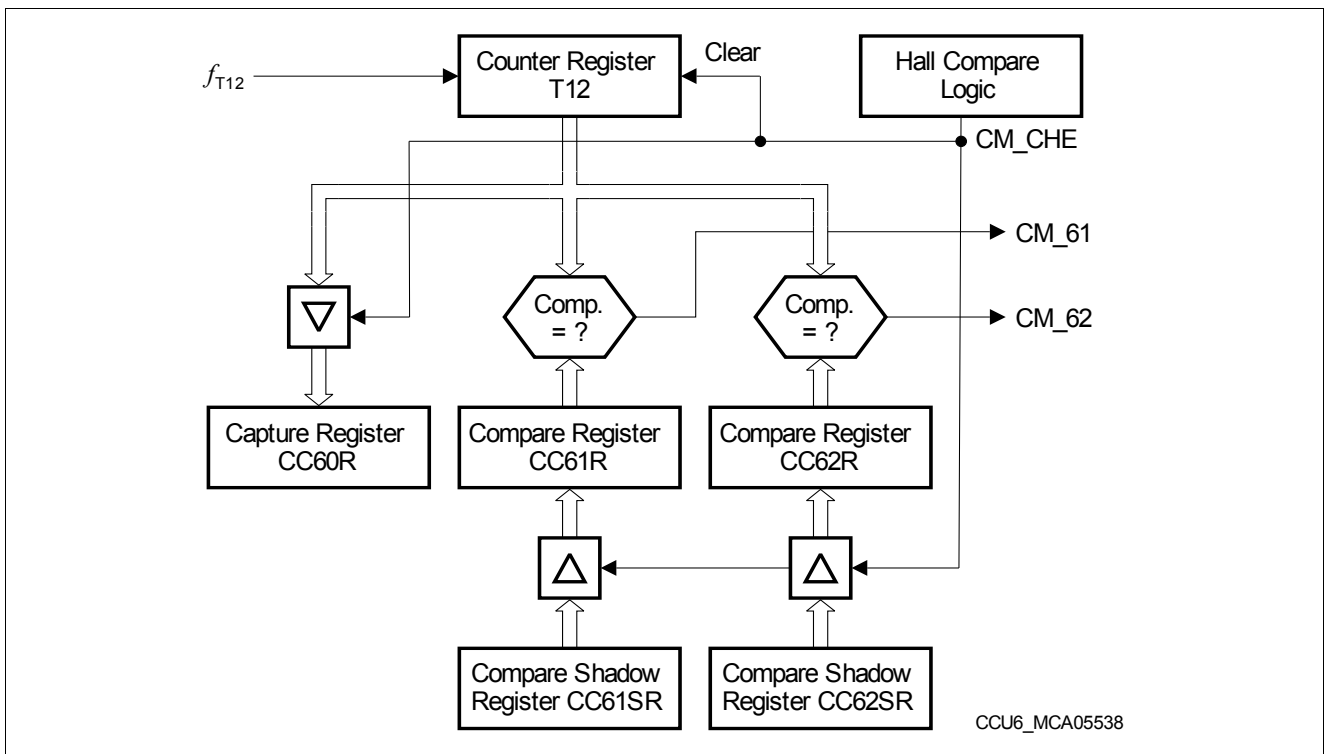 Counter Register
T12
Clear
Hall Compare
Logic
fT12
CM_CHE
CM_61
Comp.
= ?
Comp.
= ?
CM_62
Capture Register
CC60R
Compare Register
CC61R
Compare Register
CC62R
Compare Shadow
Register CC61SR
Compare Shadow
Register CC62SR
CCU6_MCA05538